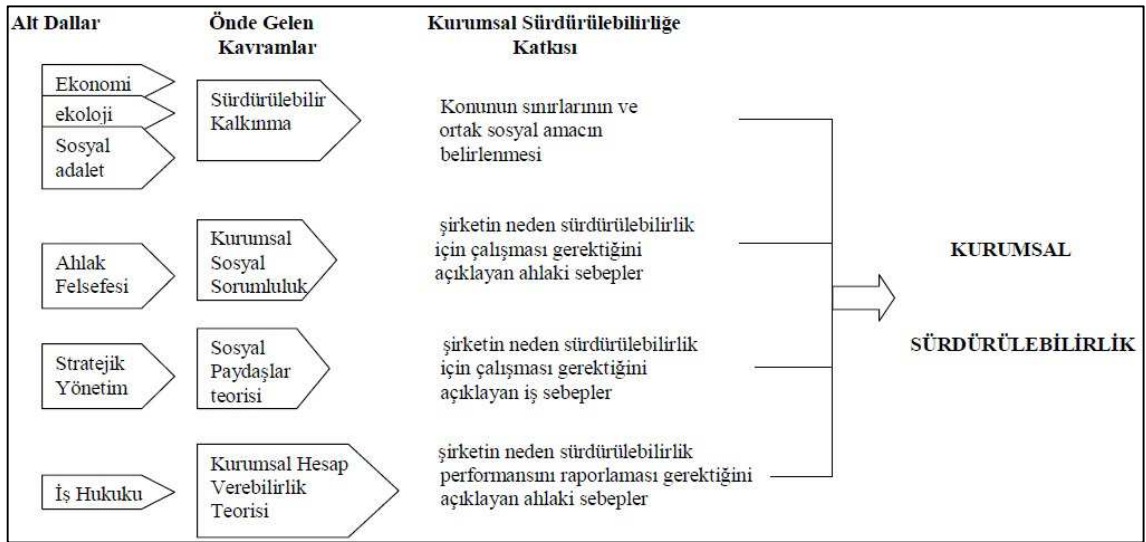 Alt Dallar
Önde Gelen
Kavramlar
Kurumsal Sürdürülebilirliğe
Katkısı
Ekonomi
ekoloji
Sosyal
adalet
Sürdürülebilir
Kalkınma
Konunun sınırlarının ve
ortak sosyal amacın
belirlenmesi
Ahlak
Felsefesi
Kurumsal
Sosyal
Sorumluluk
şirketin neden sürdürülebilirlik
için çalışması gerektiğini
açıklayan ahlaki sebepler
Stratejik
Yönetim
Sosyal
Paydaşlar
teorisi
şirketin neden sürdürülebilirlik
için çalışması gerektiğini
açıklayan iş sebepler
İş Hukuku
Kurumsal Hesap
Verebilirlik
Teorisi
şirketin neden sürdürülebilirlik
performansını raporlaması gerektiğini
açıklayan ahlaki sebepler
KURUMSAL
SÜRDÜRÜLEBİLİRLİK